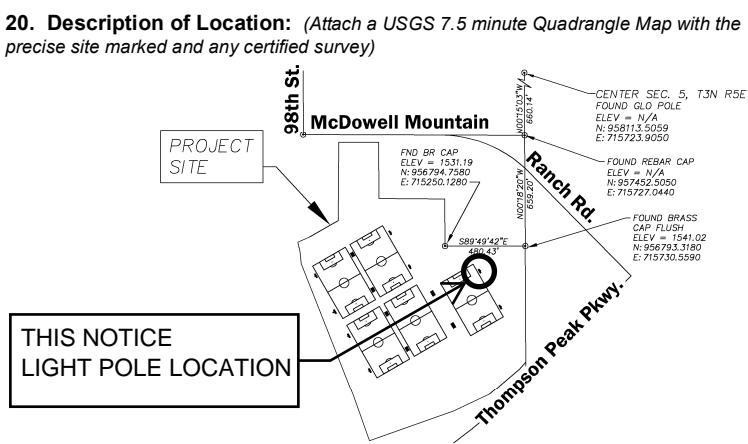 20. Description of Location: (Attach a USGS 7.5 minute Quadrangle Map with the
precise site marked and any certified survey)
98th St.
McDowell Mountain
Ranch Rd.
PROJECT
SITE
FND BR CAP
ELEV = 1531.19
N: 956794.7580
E: 715250.1280
N00°15'03"W
660.14'
CENTER SEC. 5, T3N R5E
FOUND GLO POLE
ELEV = N/A
N: 958113.5059
E: 715723.9050
FOUND REBAR CAP
ELEV = N/A
N: 957452.5050
E: 715727.0440
N00°18'20"W
659.20'
FOUND BRASS
CAP FLUSH
ELEV = 1541.02
N: 956793.3180
E: 715730.5590
S89°49'42"E
480.43'
THIS NOTICE
LIGHT POLE LOCATION
Thompson Peak Pkwy.